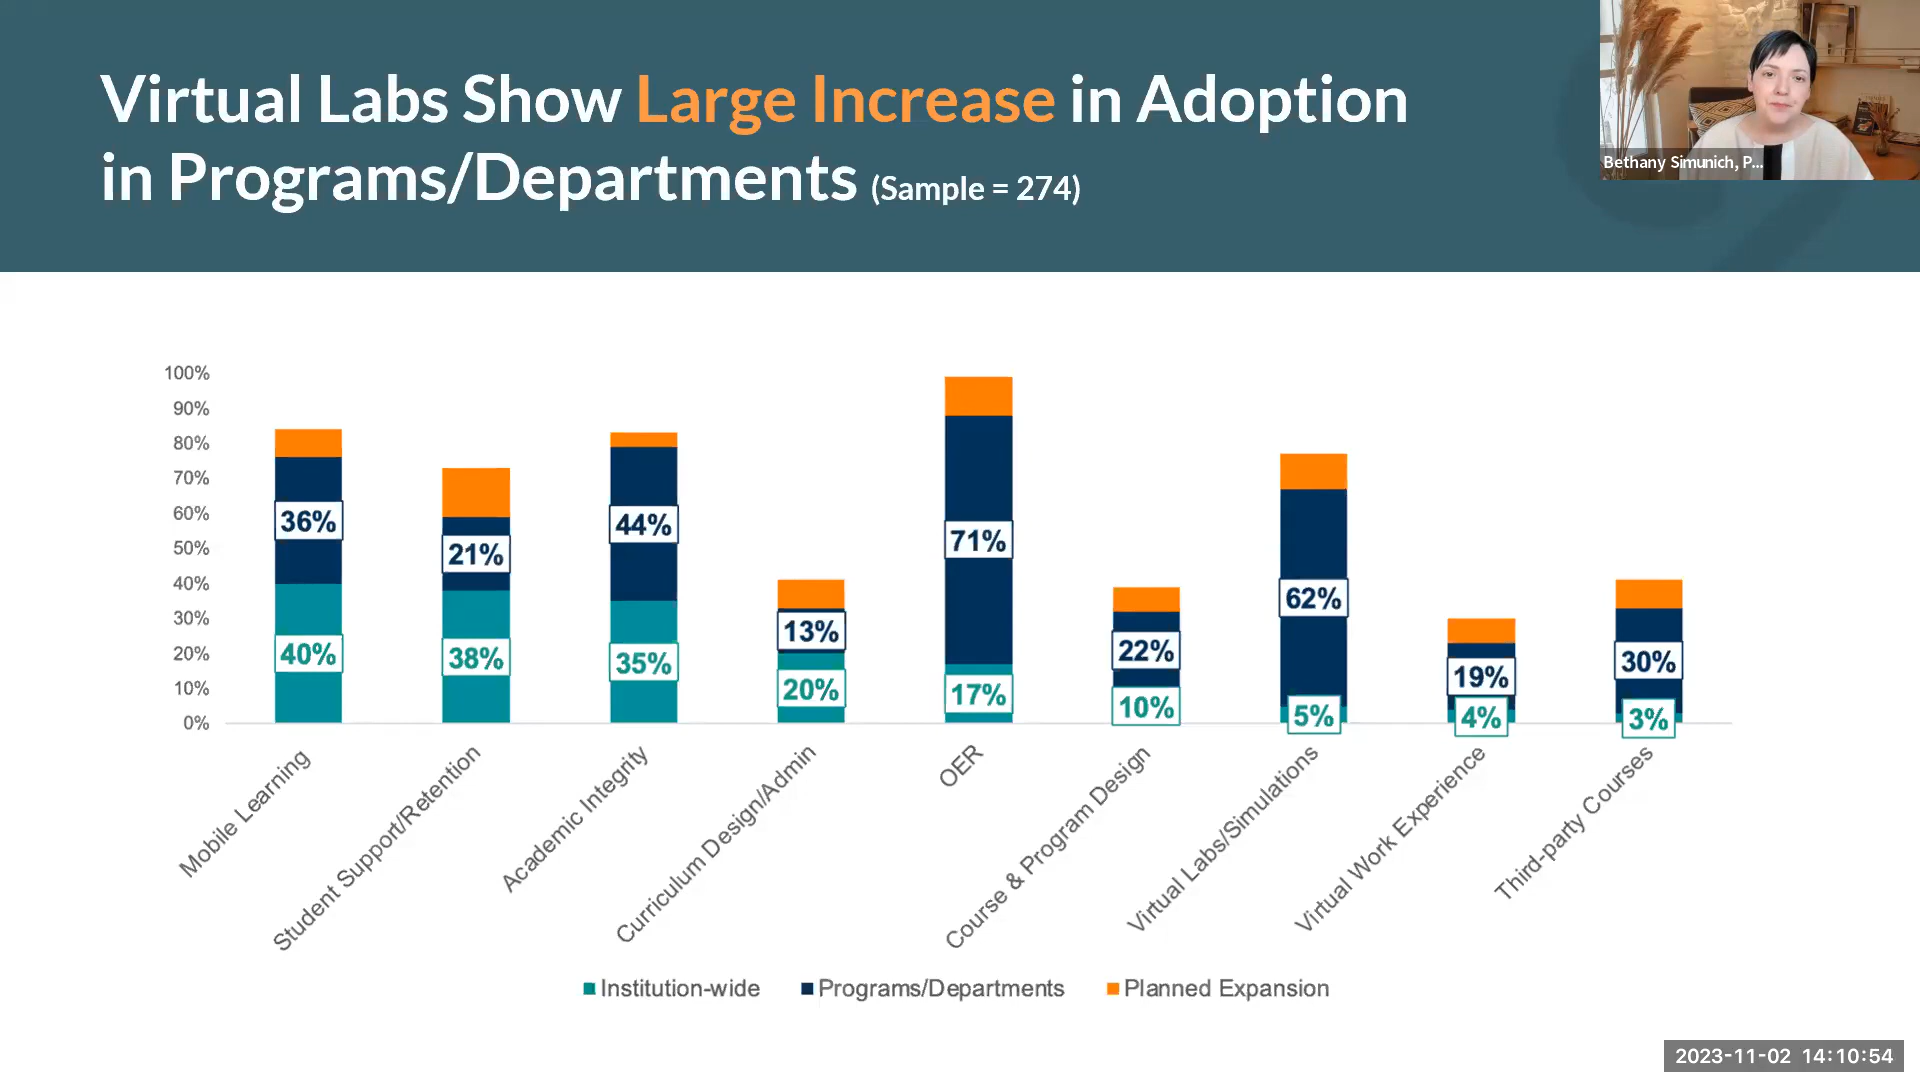 Virtual Labs Show Large Increase in Adoption
in Programs/Departments (Sample = 274)
Bethany Simunich, P...
100%
90%
80%
70%
60%
50%
40%
30%
20%
10%
0%
36%
40%
21%
38%
44%
35%
13%
20%
71%
17%
22%
10%
62%
5%
19%
4%
30%
3%
Mobile Learning
Student Support/Retention
Academic Integrity
Curriculum Design/Admin
OER
Course & Program Design
Virtual Labs/Simulations
Virtual Work Experience
Third-party Courses
Institution-wide
Programs/Departments
Planned Expansion
2023-11-02 14:10:54